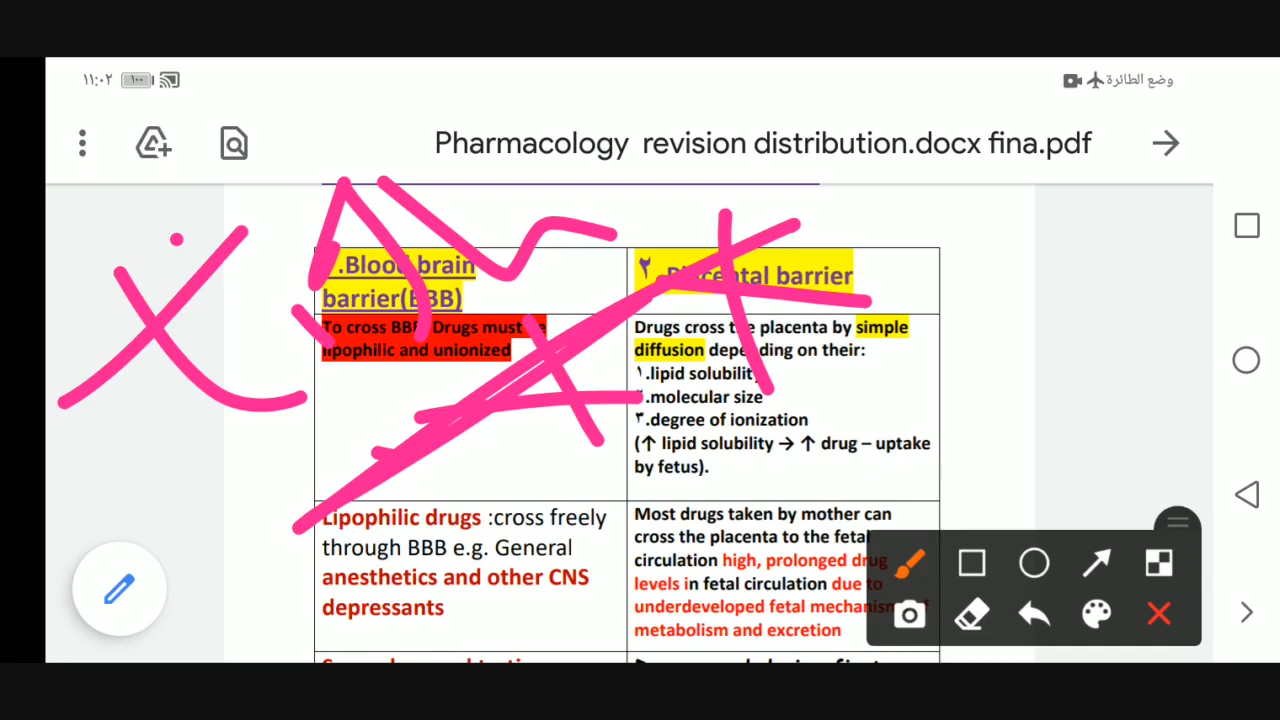 ١١:٠٢
١٠٠
وضع الطائرة
Pharmacology revision distribution.docx fina.pdf
.Blood brain
barrier(BBB)
To cross BBB, Drugs must be
lipophilic and unionized
Lipophilic drugs :cross freely
through BBB e.g. General
anesthetics and other CNS
depressants
٢.Placental barrier
Drugs cross the placenta by simple
diffusion depending on their:
١.lipid solubility
.molecular size
٣.degree of ionization
(↑ lipid solubility → ↑ drug – uptake
by fetus).
Most drugs taken by mother can
cross the placenta to the fetal
circulation high, prolonged drug
levels in fetal circulation due to
underdeveloped fetal mechanism
metabolism and excretion